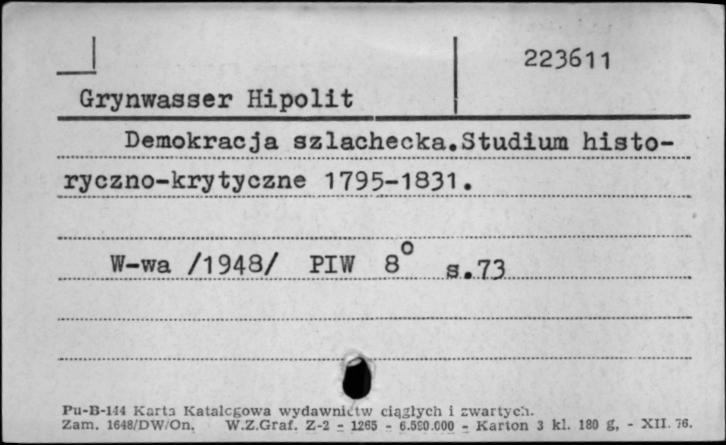 223611
Grynwasser Hipolit
Demokracja szlachecka.Studium histo-
ryczno-krytyczne 1795-1831.
W-wa /1948/ PIW 8° s.73
Pu-B-144 Karta Katalogowa wydawnictw ciągłych i zwartych.
Zam. 1648/DW/On. W.Z.Graf. Z-2 - 1265 - 6.500.000 - Karton 3 kl. 180 g, - XII. 76.